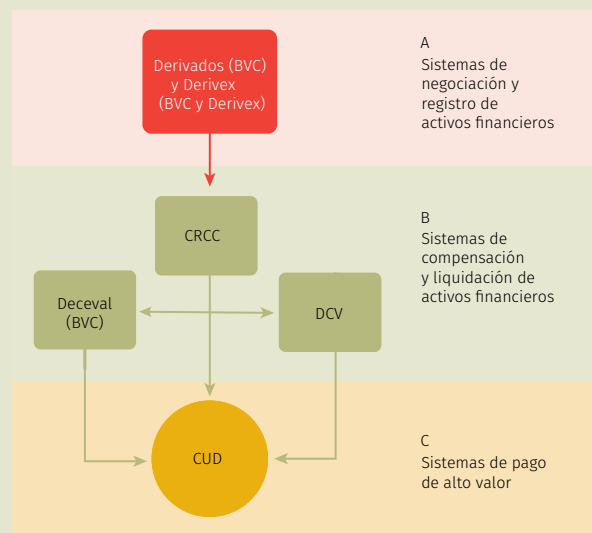 Derivados (BVC)
y Derivex
(BVC y Derivex)
A
Sistemas de
negociación y
registro de
activos financieros
CRCC
B
Sistemas de
compensación
y liquidación de
activos financieros
Deceval
(BVC)
DCV
CUD
C
Sistemas de pago
de alto valor